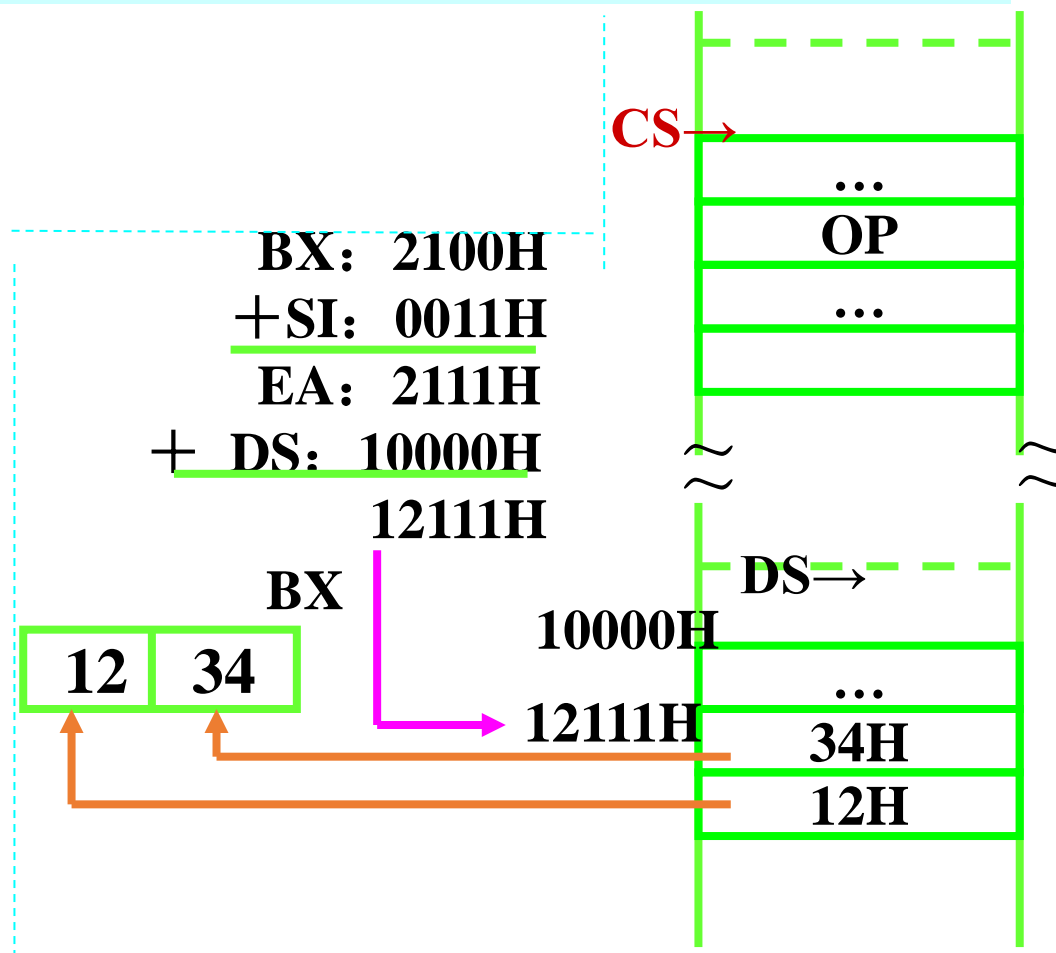 CS→
…
OP
…
BX：2100H
＋SI：0011H
EA：2111H
＋ DS：10000H
12111H
BX
12 34
DS→
10000H
…
12111H
34H
12H